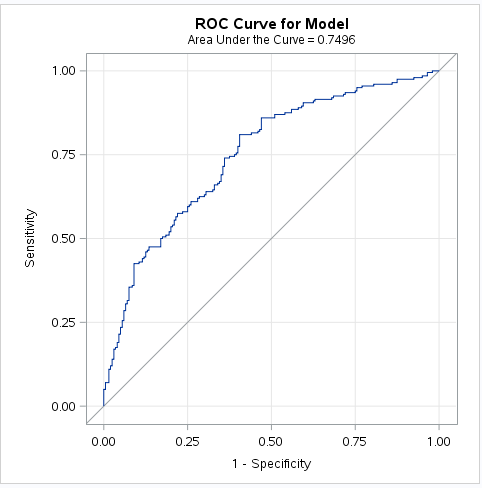 ROC Curve for Model
Area Under the Curve = 0.7496
1.00
0.75
0.50
0.25
0.00
Sensitivity
0.00 0.25 0.50 0.75 1.00
1 - Specificity